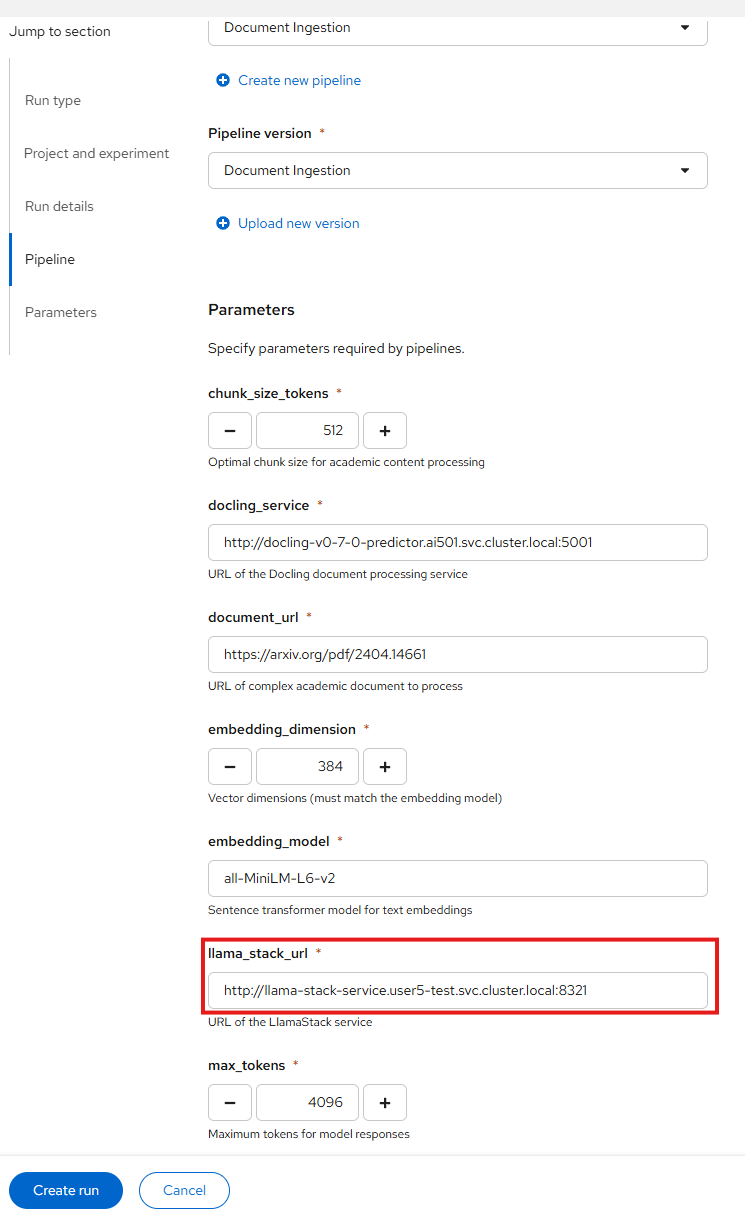 Jump to section
Run type
Project and experiment
Run details
Pipeline
Parameters
Document Ingestion
Create new pipeline
Pipeline version *
Document Ingestion
Upload new version
Parameters
Specify parameters required by pipelines.
chunk_size_tokens *
512
Optimal chunk size for academic content processing
docling_service *
http://docling-v0-7-0-predictor.ai501.svc.cluster.local:5001
URL of the Docling document processing service
document_url *
https://arxiv.org/pdf/2404.14661
URL of complex academic document to process
embedding_dimension *
384
Vector dimensions (must match the embedding model)
embedding_model *
all-MiniLM-L6-v2
Sentence transformer model for text embeddings
llama_stack_url *
http://llama-stack-service.user5-test.svc.cluster.local:8321
URL of the LlamaStack service
max_tokens *
4096
Maximum tokens for model responses
Create run
Cancel